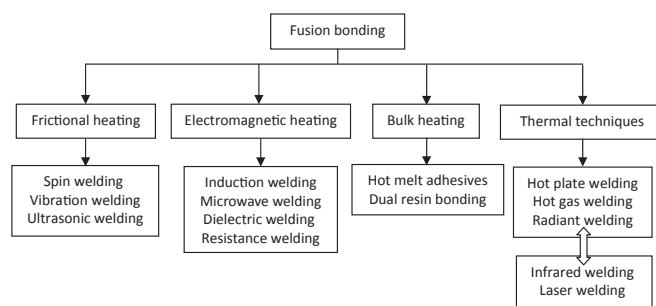 Fusion bonding
Frictional heating
Electromagnetic heating
Bulk heating
Thermal techniques
Spin welding
Vibration welding
Ultrasonic welding
Induction welding
Microwave welding
Dielectric welding
Resistance welding
Hot melt adhesives
Dual resin bonding
Hot plate welding
Hot gas welding
Radiant welding
Infrared welding
Laser welding